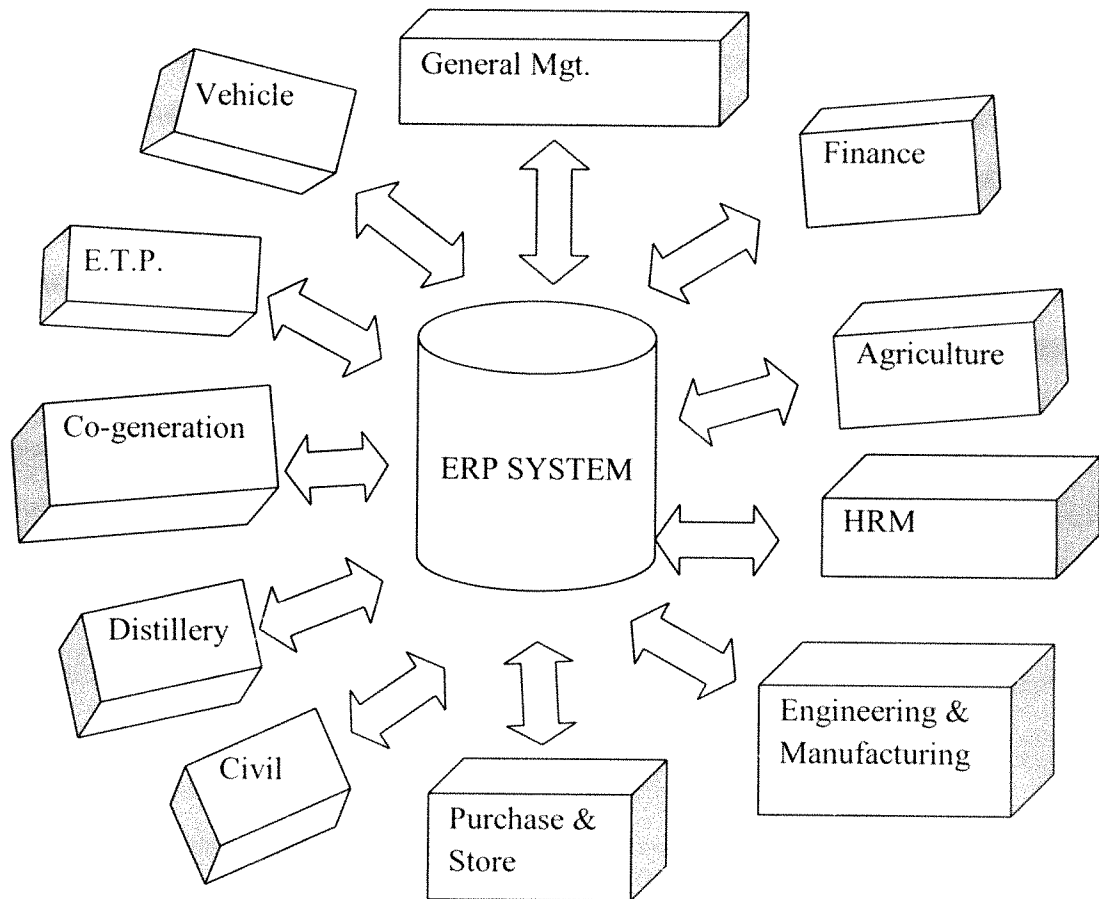 General Mgt.
Vehicle
Finance
E.T.P.
Agriculture
Co-generation
ERP SYSTEM
HRM
Distillery
Engineering &
Manufacturing
Civil
Purchase &
Store